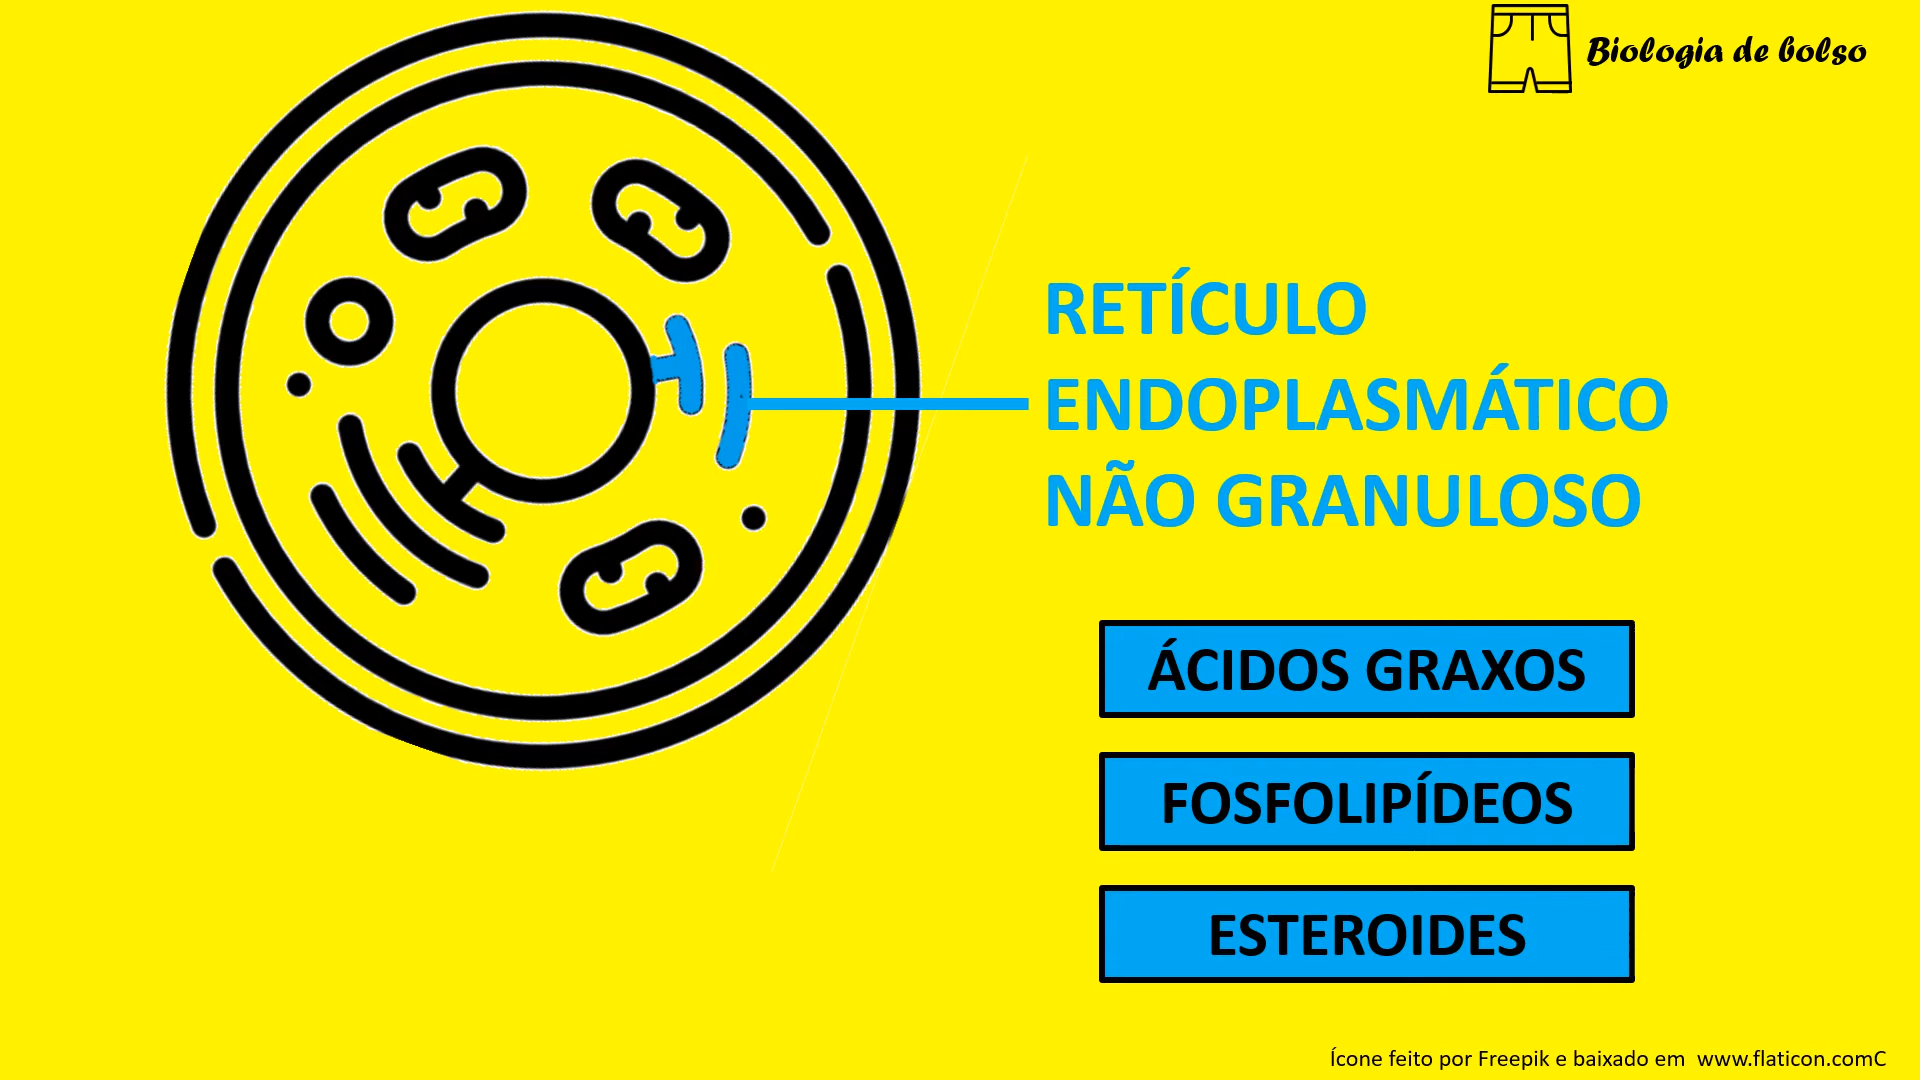 Biologia de bolso
RETÍCULO
ENDOPLASMÁTICO
NÃO GRANULOSO
ÁCIDOS GRAXOS
FOSFOLIPÍDEOS
ESTEROIDES
Ícone feito por Freepik e baixado em www.flaticon.comC